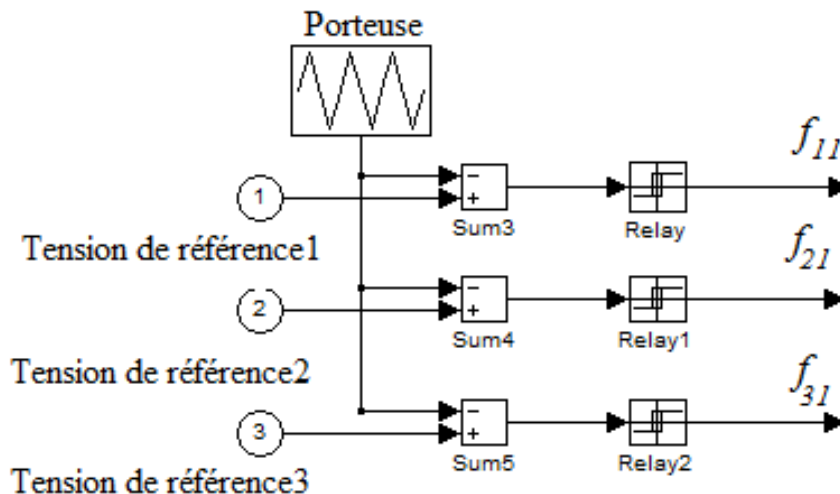 Porteuse
f11
1
Sum3
Relay
Tension de référence1
f21
2
Sum4
Relay1
Tension de référence2
f31
3
Sum5
Relay2
Tension de référence3